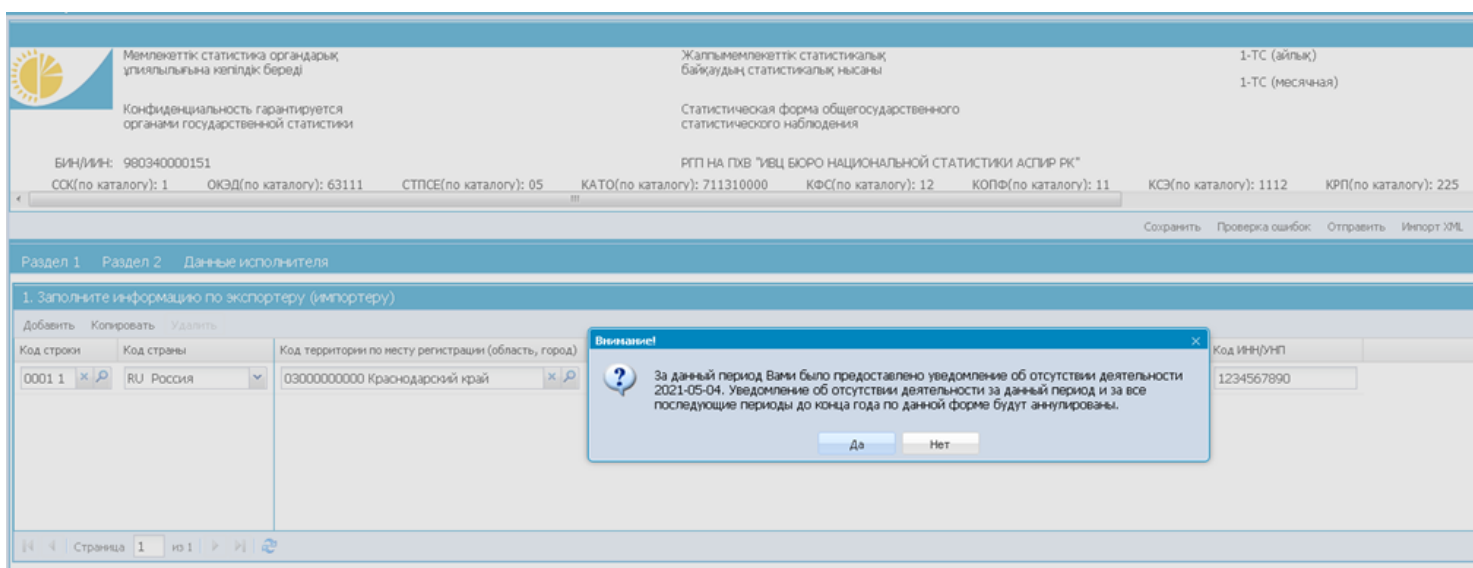 Мемлекеттік статистика органдарық
ұпиялылығына кепілдік береді
Жалпымемлекеттік статистикалық
байқаудың статистикалық нысаны
1-ТС (айлық)
1-ТС (месячная)
Конфиденциальность гарантируется
органами государственной статистики
Статистическая форма общегосударственного
статистического наблюдения
БИН/ИИН: 980340000151
РГП НА ПХВ "ИВЦ БЮРО НАЦИОНАЛЬНОЙ СТАТИСТИКИ АСПИР РК"
ССК(по каталогу): 1 ОКЭД(по каталогу): 63111 СТПСЕ(по каталогу): 05 КАТО(по каталогу): 711310000 КФС(по каталогу): 12 КОПФ(по каталогу): 11 КСЭ(по каталогу): 1112 КРП(по каталогу): 225
Сохранить Проверка ошибок Отправить Импорт XML
Раздел 1 Раздел 2 Данные исполнителя
1. Заполните информацию по экспортеру (импортеру)
Добавить Копировать Удалить
Код строки Код страны Код территории по месту регистрации (область, город) Код ИНН/УНП
0001 1 RU Россия 03000000000 Краснодарский край 1234567890
Внимание!
За данный период Вами было предоставлено уведомление об отсутствии деятельности
2021-05-04. Уведомление об отсутствии деятельности за данный период и за все
последующие периоды до конца года по данной форме будут аннулированы.
Да Нет
Страница 1 из 1